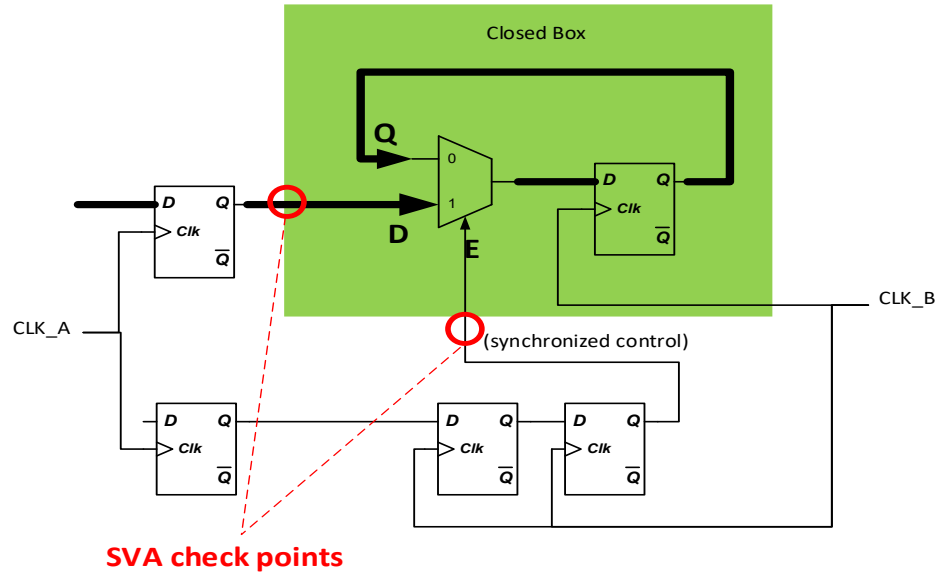 Closed Box
Q
0
D Q
Clk
Q
D Q
Clk
Q
1
D
E
CLK_A
CLK_B
(synchronized control)
D Q
Clk
Q
D Q
Clk
Q
D Q
Clk
Q
SVA check points